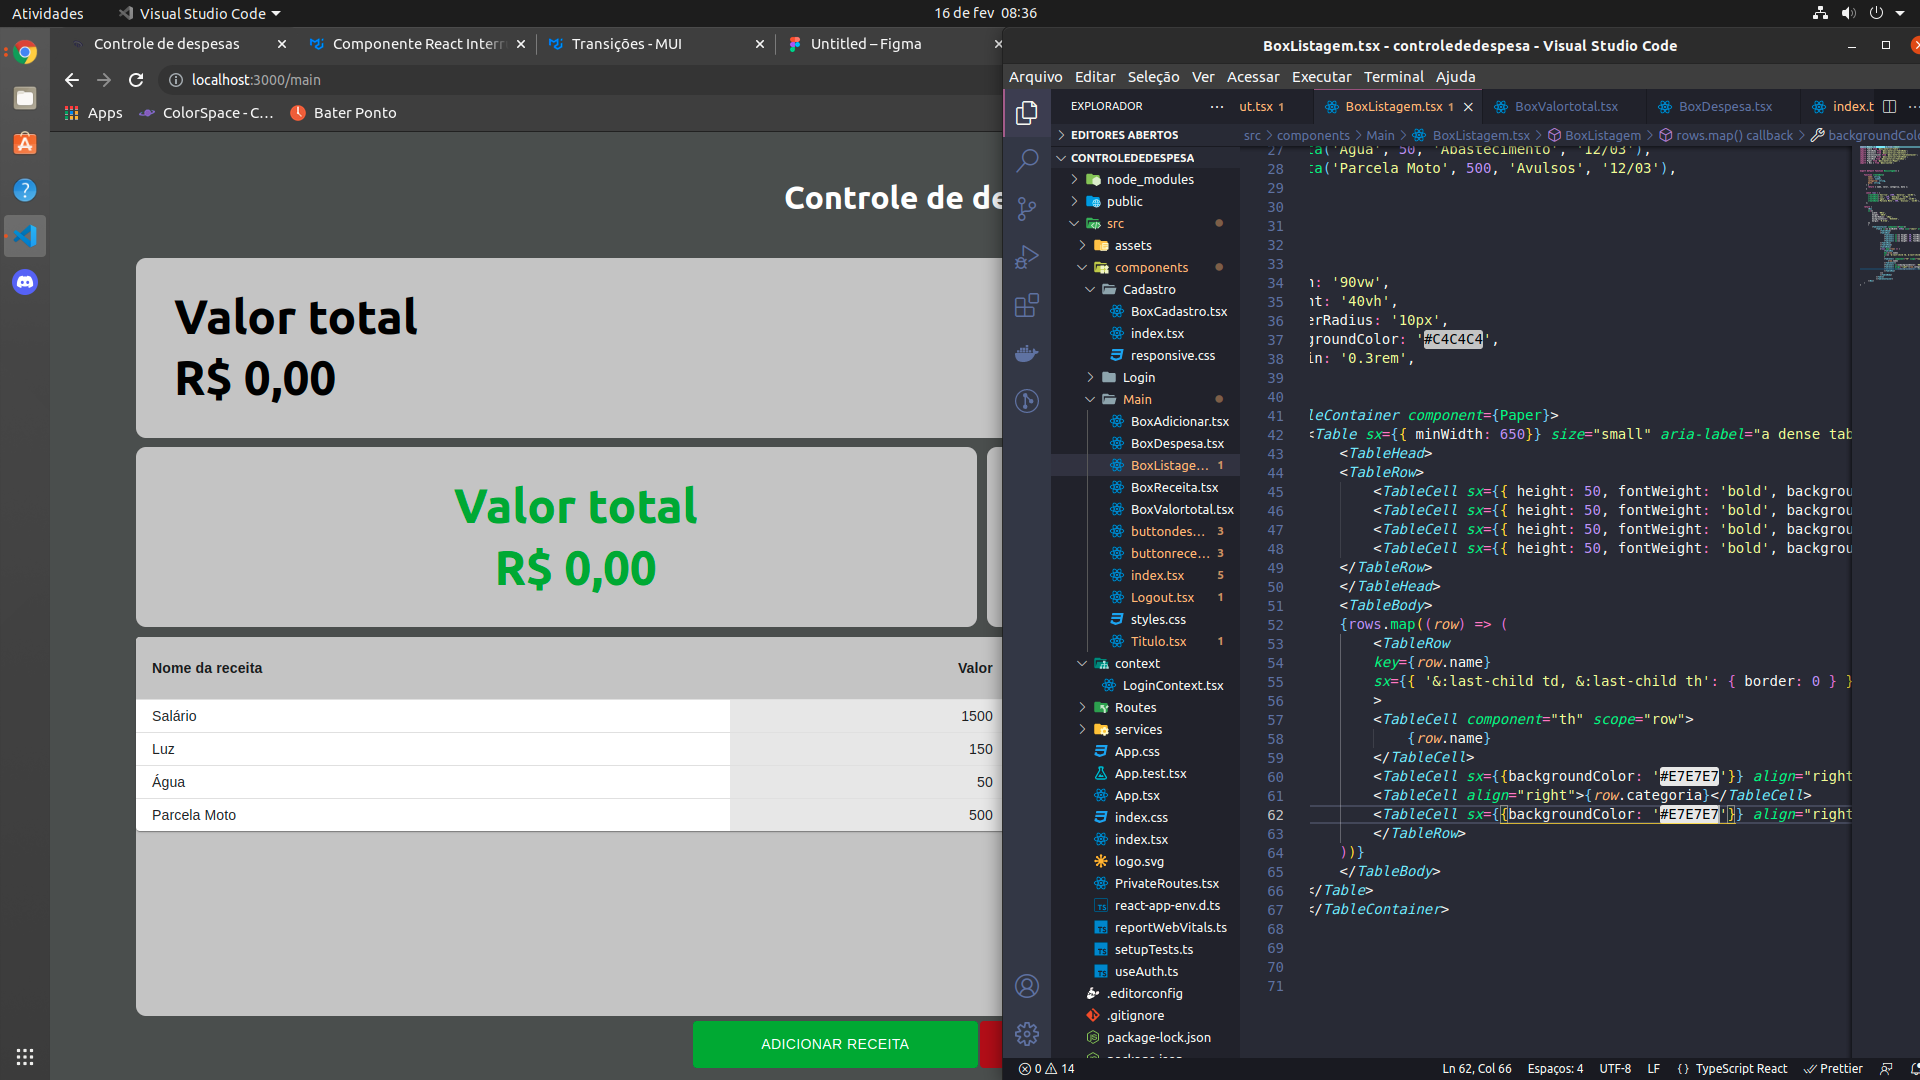 Atividades
Visual Studio Code
16 de fev 08:36
Controle de despesas
Componente React Interr
Transições - MUI
Untitled – Figma
localhost:3000/main
Apps
ColorSpace - C...
Bater Ponto
Controle de de
Valor total
R$ 0,00
Valor total
R$ 0,00
Nome da receita Valor
Salário 1500
Luz 150
Água 50
Parcela Moto 500
ADICIONAR RECEITA
BoxListagem.tsx - controlededespesa - Visual Studio Code
Arquivo Editar Seleção Ver Acessar Executar Terminal Ajuda
EXPLORADOR
ut.tsx 1
BoxListagem.tsx 1
BoxValortotal.tsx
BoxDespesa.tsx
index.t
EDITORES ABERTOS
src > components > Main > BoxListagem.tsx > BoxListagem > rows.map() callback > backgroundColo
CONTROLEDEDESPESA
node_modules
public
src
assets
components
Cadastro
BoxCadastro.tsx
index.tsx
responsive.css
Login
Main
BoxAdicionar.tsx
BoxDespesa.tsx
BoxListage... 1
BoxReceita.tsx
BoxValortotal.tsx
buttondes... 3
buttonrece... 3
index.tsx 5
Logout.tsx 1
styles.css
Titulo.tsx 1
context
LoginContext.tsx
Routes
services
App.css
App.test.tsx
App.tsx
index.css
index.tsx
logo.svg
PrivateRoutes.tsx
react-app-env.d.ts
reportWebVitals.ts
setupTests.ts
useAuth.ts
.editorconfig
.gitignore
package-lock.json
27 ta('Água', 50, 'Abastecimento', '12/03'),
28 ta('Parcela Moto', 500, 'Avulsos', '12/03'),
29
30
31
32
33
34 h: '90vw',
35 ht: '40vh',
36 erRadius: '10px',
37 groundColor: '#C4C4C4',
38 in: '0.3rem',
39
40
41 leContainer component={Paper}>
42 <Table sx={{ minWidth: 650}} size="small" aria-label="a dense tab
43 <TableHead>
44 <TableRow>
45 <TableCell sx={{ height: 50, fontWeight: 'bold', backgrou
46 <TableCell sx={{ height: 50, fontWeight: 'bold', backgrou
47 <TableCell sx={{ height: 50, fontWeight: 'bold', backgrou
48 <TableCell sx={{ height: 50, fontWeight: 'bold', backgrou
49 </TableRow>
50 </TableHead>
51 <TableBody>
52 {rows.map((row) => (
53 <TableRow
54 key={row.name}
55 sx={{ '&:last-child td, &:last-child th': { border: 0 } }
56 >
57 <TableCell component="th" scope="row">
58 {row.name}
59 </TableCell>
60 <TableCell sx={{backgroundColor: '#E7E7E7'}} align="right
61 <TableCell align="right">{row.categoria}</TableCell>
62 <TableCell sx={{backgroundColor: '#E7E7E7'}} align="right
63 </TableRow>
64 ))}
65 </TableBody>
66 </Table>
67 </TableContainer>
68
69
70
71
0 14
Ln 62, Col 66 Espaços: 4 UTF-8 LF {} TypeScript React Prettier